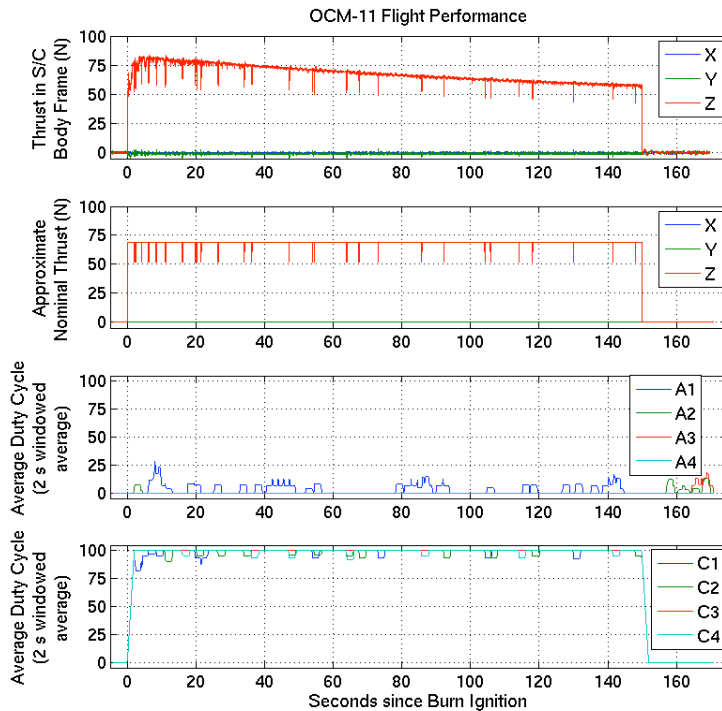 OCM-11 Flight Performance
Thrust in S/C
Body Frame (N)
100
75
50
25
0
0 20 40 60 80 100 120 140 160
X
Y
Z
Approximate
Nominal Thrust (N)
100
75
50
25
0
0 20 40 60 80 100 120 140 160
X
Y
Z
Average Duty Cycle
(2 s windowed
average)
100
75
50
25
0
0 20 40 60 80 100 120 140 160
A1
A2
A3
A4
Average Duty Cycle
(2 s windowed
average)
100
75
50
25
0
0 20 40 60 80 100 120 140 160
C1
C2
C3
C4
Seconds since Burn Ignition